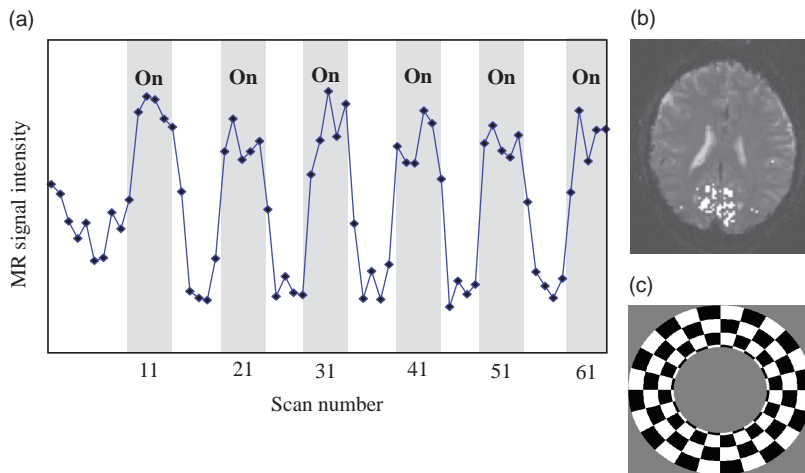 (a)
(b)
On On On On On On
MR signal intensity
11 21 31 41 51 61
Scan number
(c)